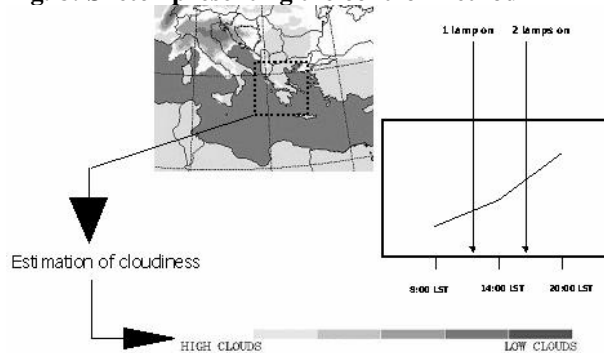 1 lamp on 2 lamps on
Estimation of cloudiness
8:00 LST 14:00 LST 20:00 LST
HIGH CLOUDS LOW CLOUDS